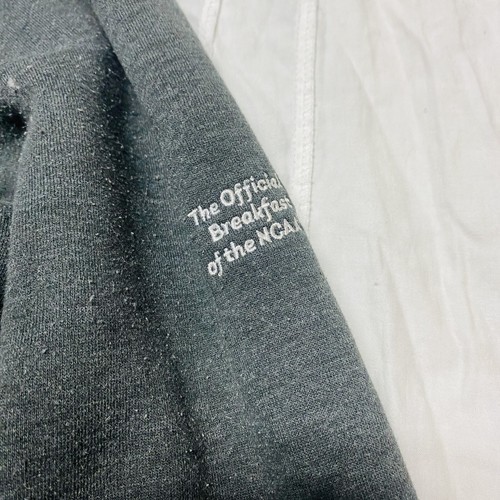 The Official
Breakfast
of the NCAA